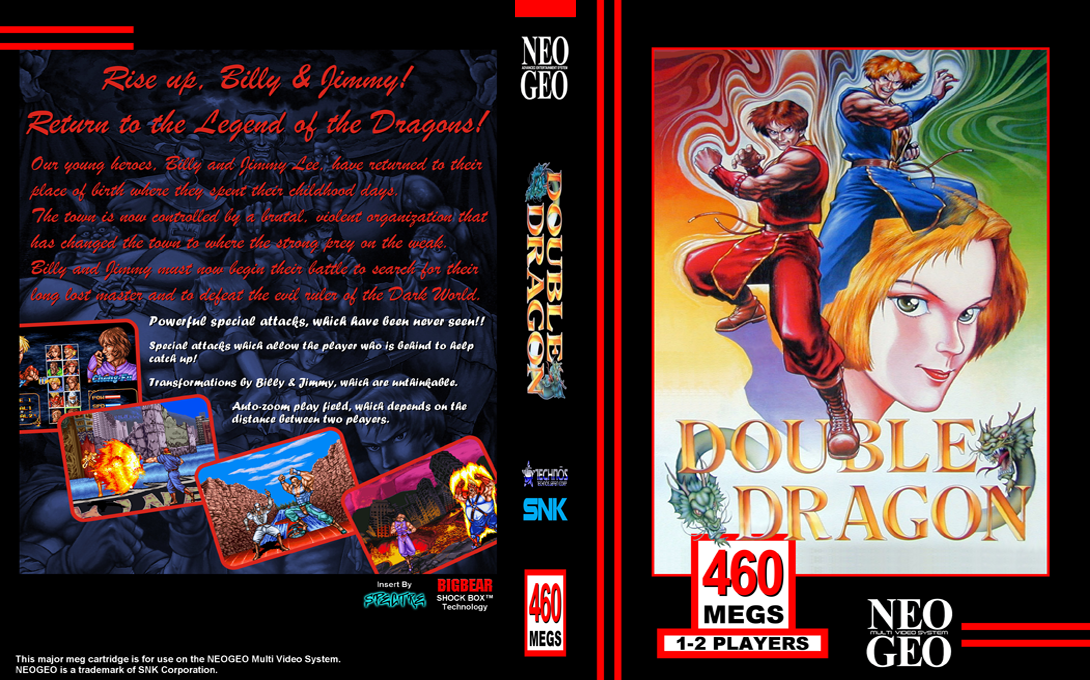 Rise up, Billy & Jimmy!
Return to the Legend of the Dragons!
Our young heroes, Billy and Jimmy Lee, have returned to their
place of birth where they spent their childhood days.
The town is now controlled by a brutal, violent organization that
has changed the town to where the strong prey on the weak.
Billy and Jimmy must now begin their battle to search for their
long lost master and to defeat the evil ruler of the Dark World.
Powerful special attacks, which have been never seen!!
Special attacks which allow the player who is behind to help
catch up!
Transformations by Billy & Jimmy, which are unthinkable.
Auto-zoom play field, which depends on the
distance between two players.
Insert By
SPECTRE
BIGBEAR
SHOCK BOX™
Technology
This major meg cartridge is for use on the NEOGEO Multi Video System.
NEOGEO is a trademark of SNK Corporation.
NEO
ADVANCED ENTERTAINMENT SYSTEM
GEO
DOUBLE
DRAGON
TECHNŌS
SNK
460
MEGS
DOUBLE
DRAGON
460
MEGS
1-2 PLAYERS
NEO
MULTI VIDEO SYSTEM
GEO